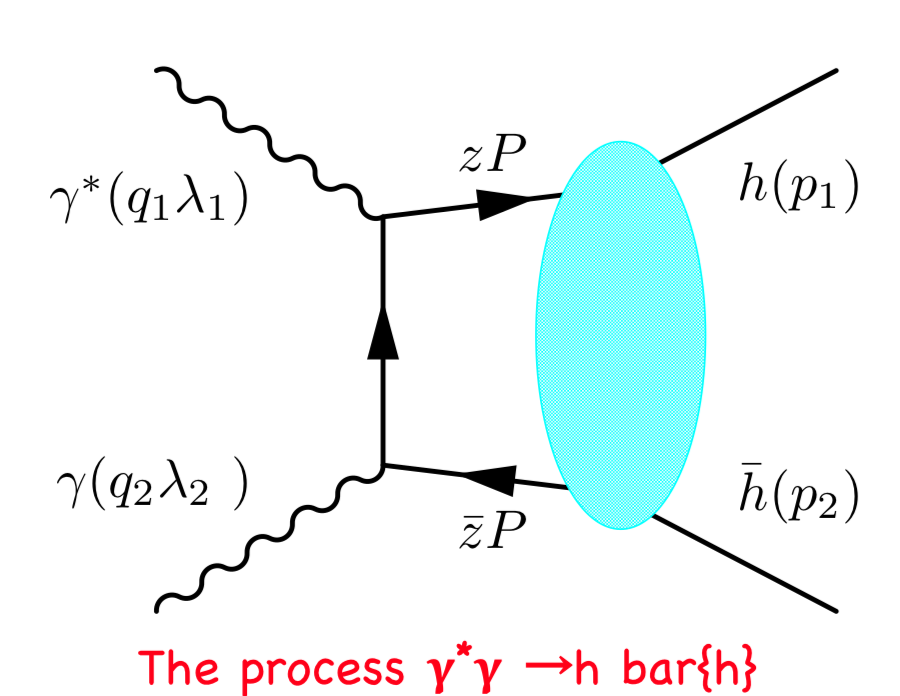 zP
γ*(q₁λ₁)
h(p₁)
γ(q₂λ₂ )
z̄P
h̄(p₂)
The process γ*γ →h bar{h}